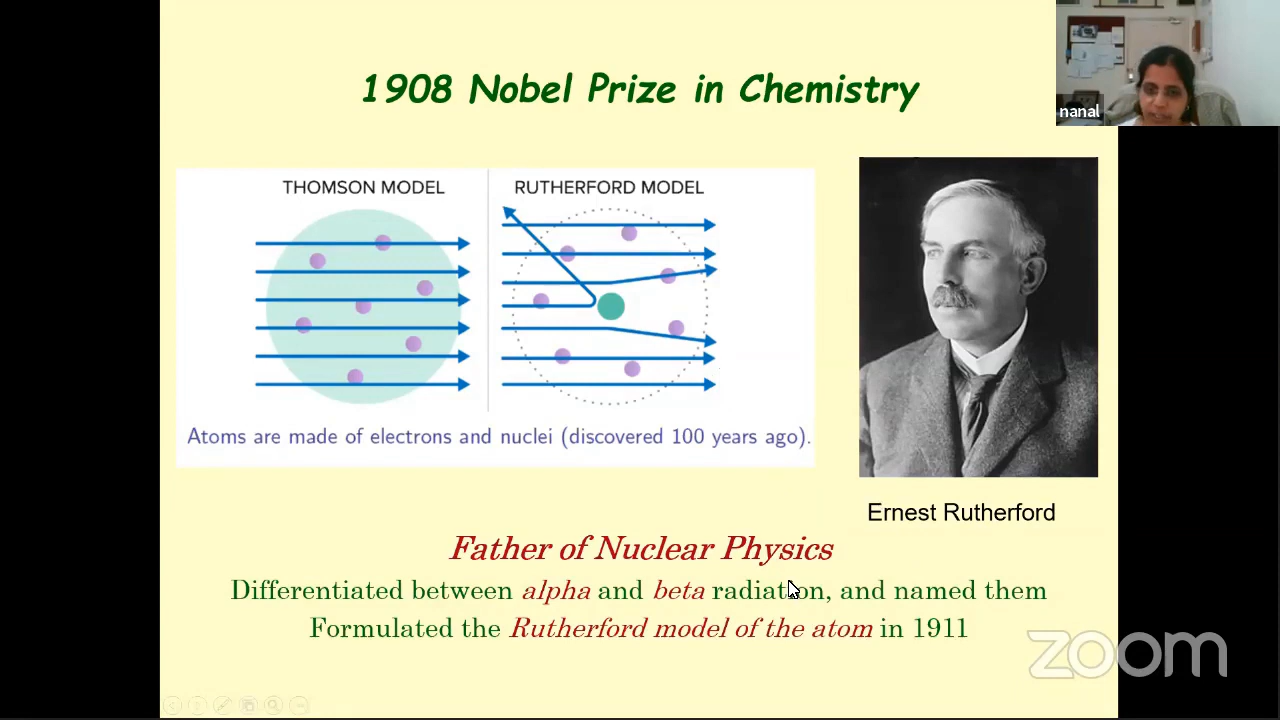 1908 Nobel Prize in Chemistry
nanal
THOMSON MODEL
RUTHERFORD MODEL
Atoms are made of electrons and nuclei (discovered 100 years ago).
Ernest Rutherford
Father of Nuclear Physics
Differentiated between alpha and beta radiation, and named them
Formulated the Rutherford model of the atom in 1911
zoom